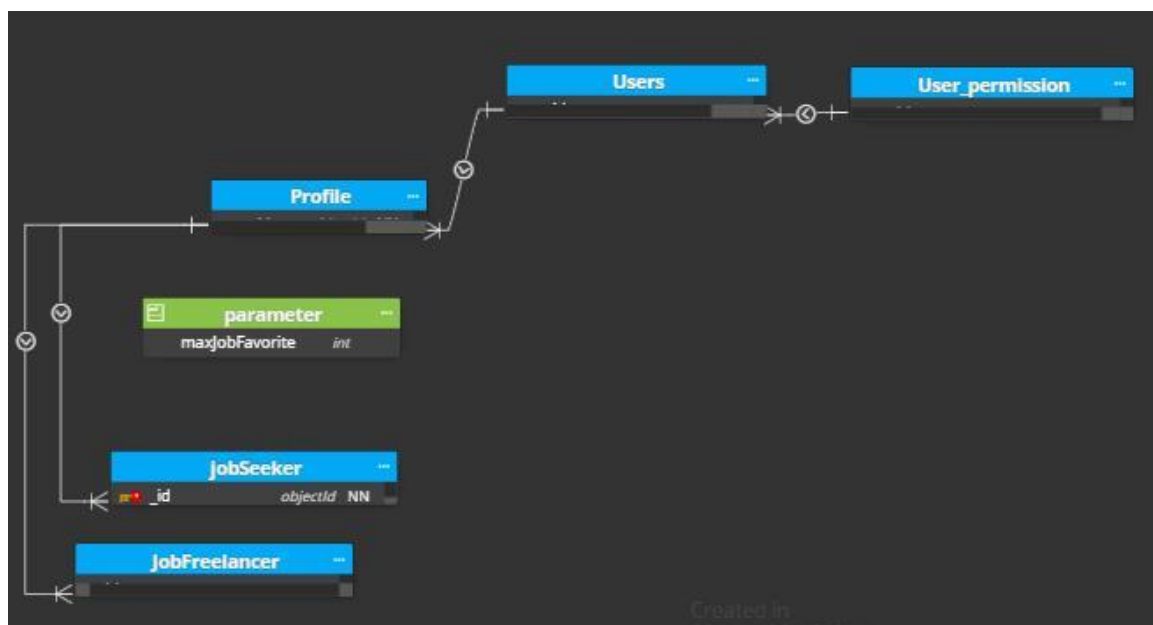 Users
User_permission
Profile
parameter
maxJobFavorite int
jobSeeker
_id objectId NN
JobFreelancer
Created in